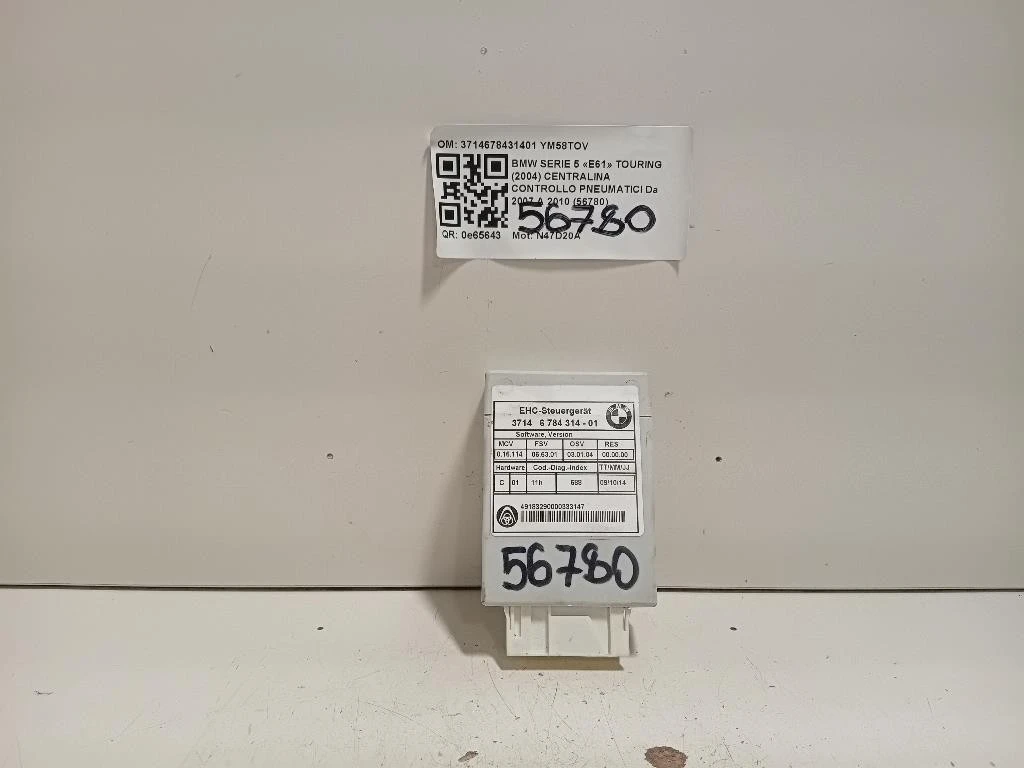 OM: 3714678431401 YM58TOV
BMW SERIE 5 «E61» TOURING
(2004) CENTRALINA
CONTROLLO PNEUMATICI Da
2007 A 2010 (56780)
56780
QR: 0e65643 Mot: N47D20A
EHC-Steuergerät
3714 6 784 314 - 01
Software, Version
MCV FSV OSV RES
0.16.114 06.63.01 03.01.04 00.00.00
Hardware Cod.-Diag.-Index TT/MM/JJ
C 01 11h 688 09/10/14
49183290000333147
56780